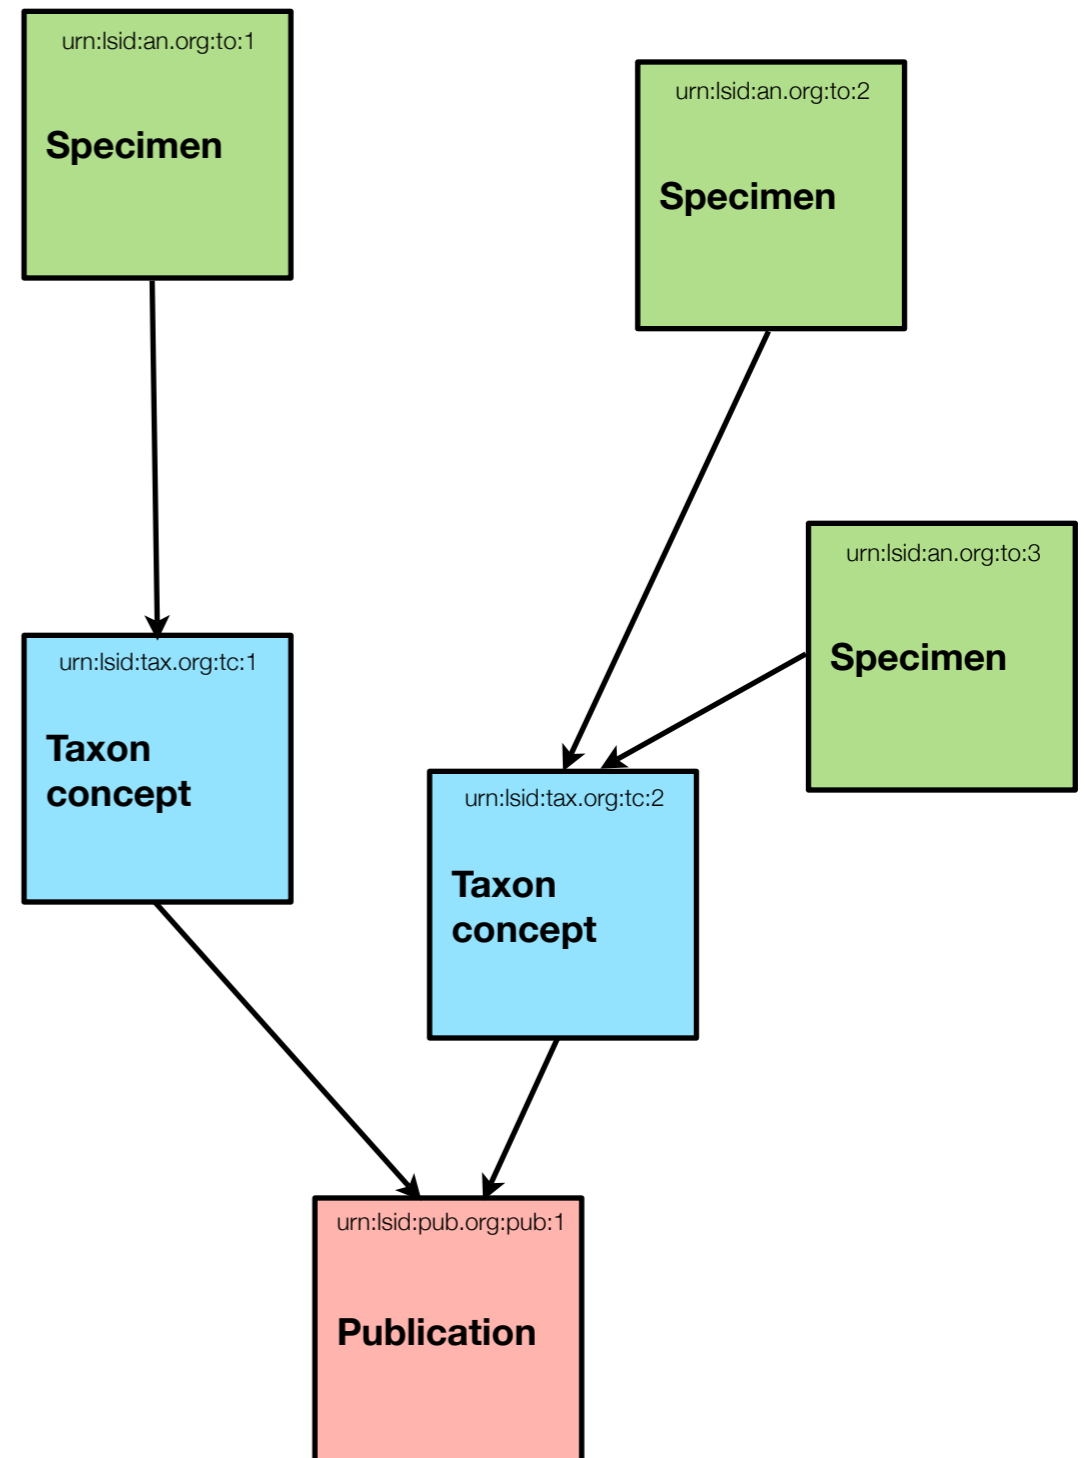 urn:lsid:an.org:to:1
Specimen
urn:lsid:an.org:to:2
Specimen
urn:lsid:an.org:to:3
Specimen
urn:lsid:tax.org:tc:1
Taxon
concept
urn:lsid:tax.org:tc:2
Taxon
concept
urn:lsid:pub.org:pub:1
Publication